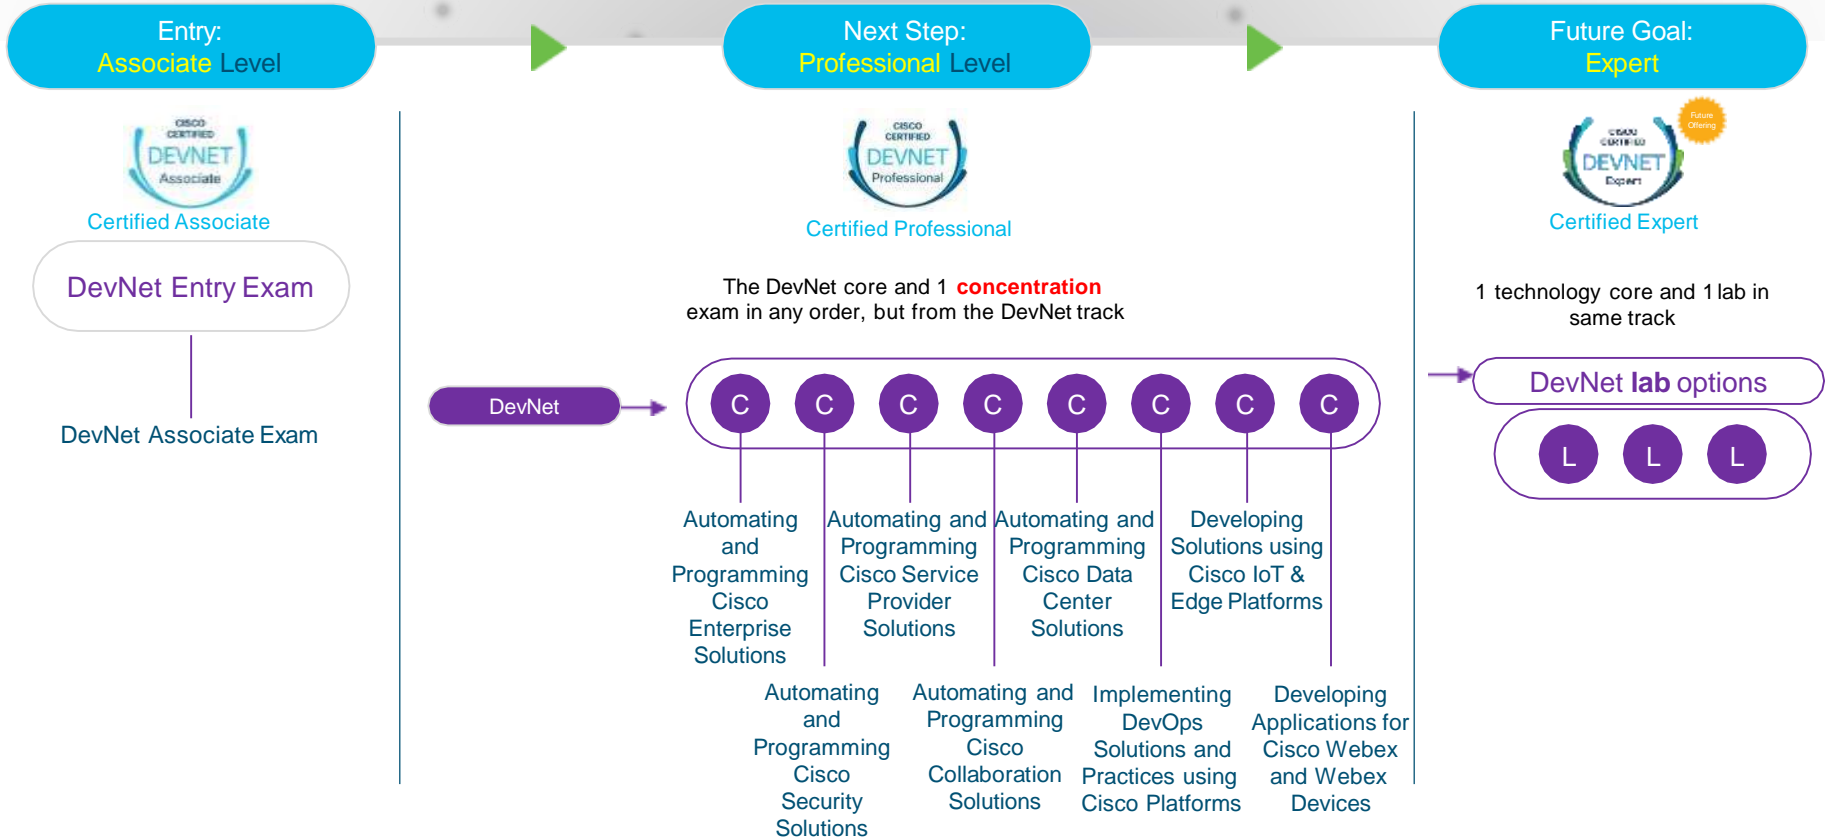 Entry:
Associate Level
Next Step:
Professional Level
Future Goal:
Expert
CISCO
CERTIFIED
DEVNET
Associate
Certified Associate
DevNet Entry Exam
DevNet Associate Exam
CISCO
CERTIFIED
DEVNET
Professional
Certified Professional
The DevNet core and 1 concentration
exam in any order, but from the DevNet track
DevNet
C C C C C C C C
Automating
and
Programming
Cisco
Enterprise
Solutions
Automating
and
Programming
Cisco
Security
Solutions
Automating and
Programming
Cisco Service
Provider
Solutions
Automating and
Programming
Cisco
Collaboration
Solutions
Automating and
Programming
Cisco Data
Center
Solutions
Implementing
DevOps
Solutions and
Practices using
Cisco Platforms
Developing
Solutions using
Cisco IoT &
Edge Platforms
Developing
Applications for
Cisco Webex
and Webex
Devices
Future
Offering
CISCO
CERTIFIED
DEVNET
Expert
Certified Expert
1 technology core and 1 lab in
same track
DevNet lab options
L L L